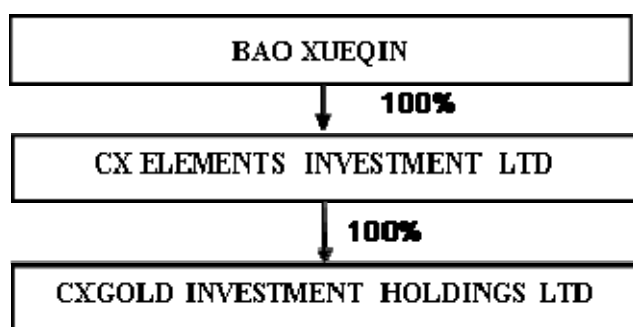 BAO XUEQIN
100%
CX ELEMENTS INVESTMENT LTD
100%
CXGOLD INVESTMENT HOLDINGS LTD